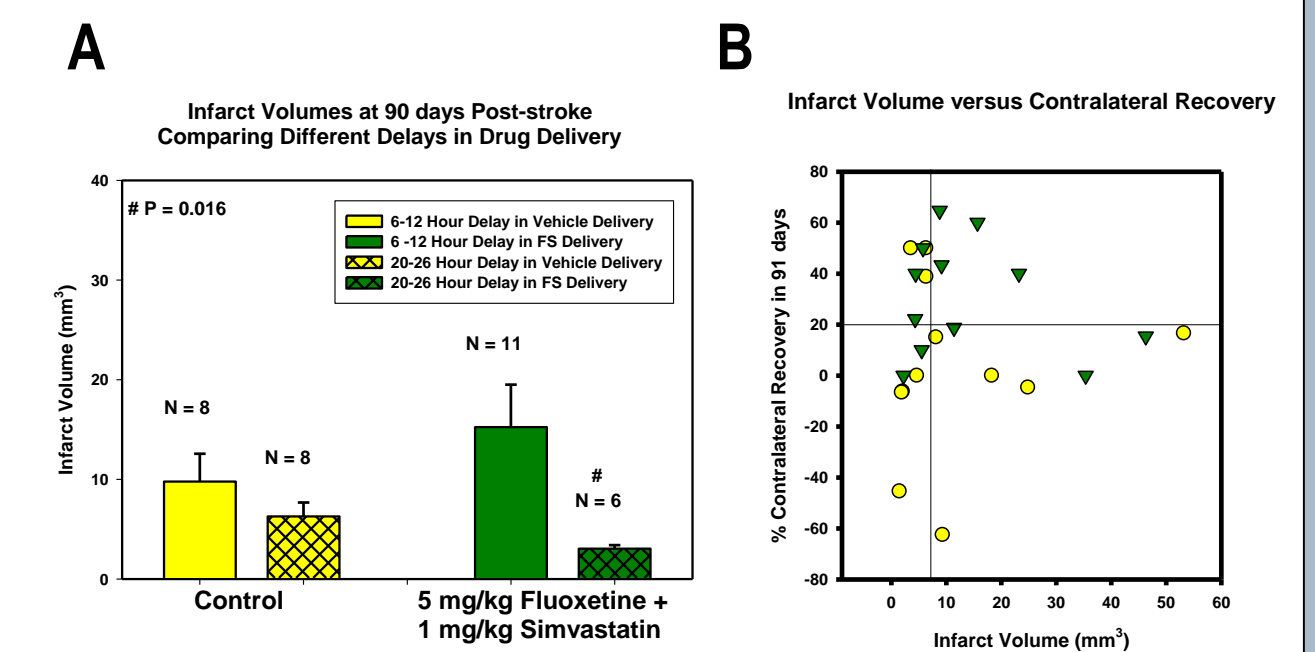 A
Infarct Volumes at 90 days Post-stroke
Comparing Different Delays in Drug Delivery
Infarct Volume (mm³)
40
30
20
10
0
# P = 0.016
6-12 Hour Delay in Vehicle Delivery
6 -12 Hour Delay in FS Delivery
20-26 Hour Delay in Vehicle Delivery
20-26 Hour Delay in FS Delivery
N = 8
N = 8
N = 11
#
N = 6
Control
5 mg/kg Fluoxetine +
1 mg/kg Simvastatin
B
Infarct Volume versus Contralateral Recovery
% Contralateral Recovery in 91 days
80
60
40
20
0
-20
-40
-60
-80
0 10 20 30 40 50 60
Infarct Volume (mm³)